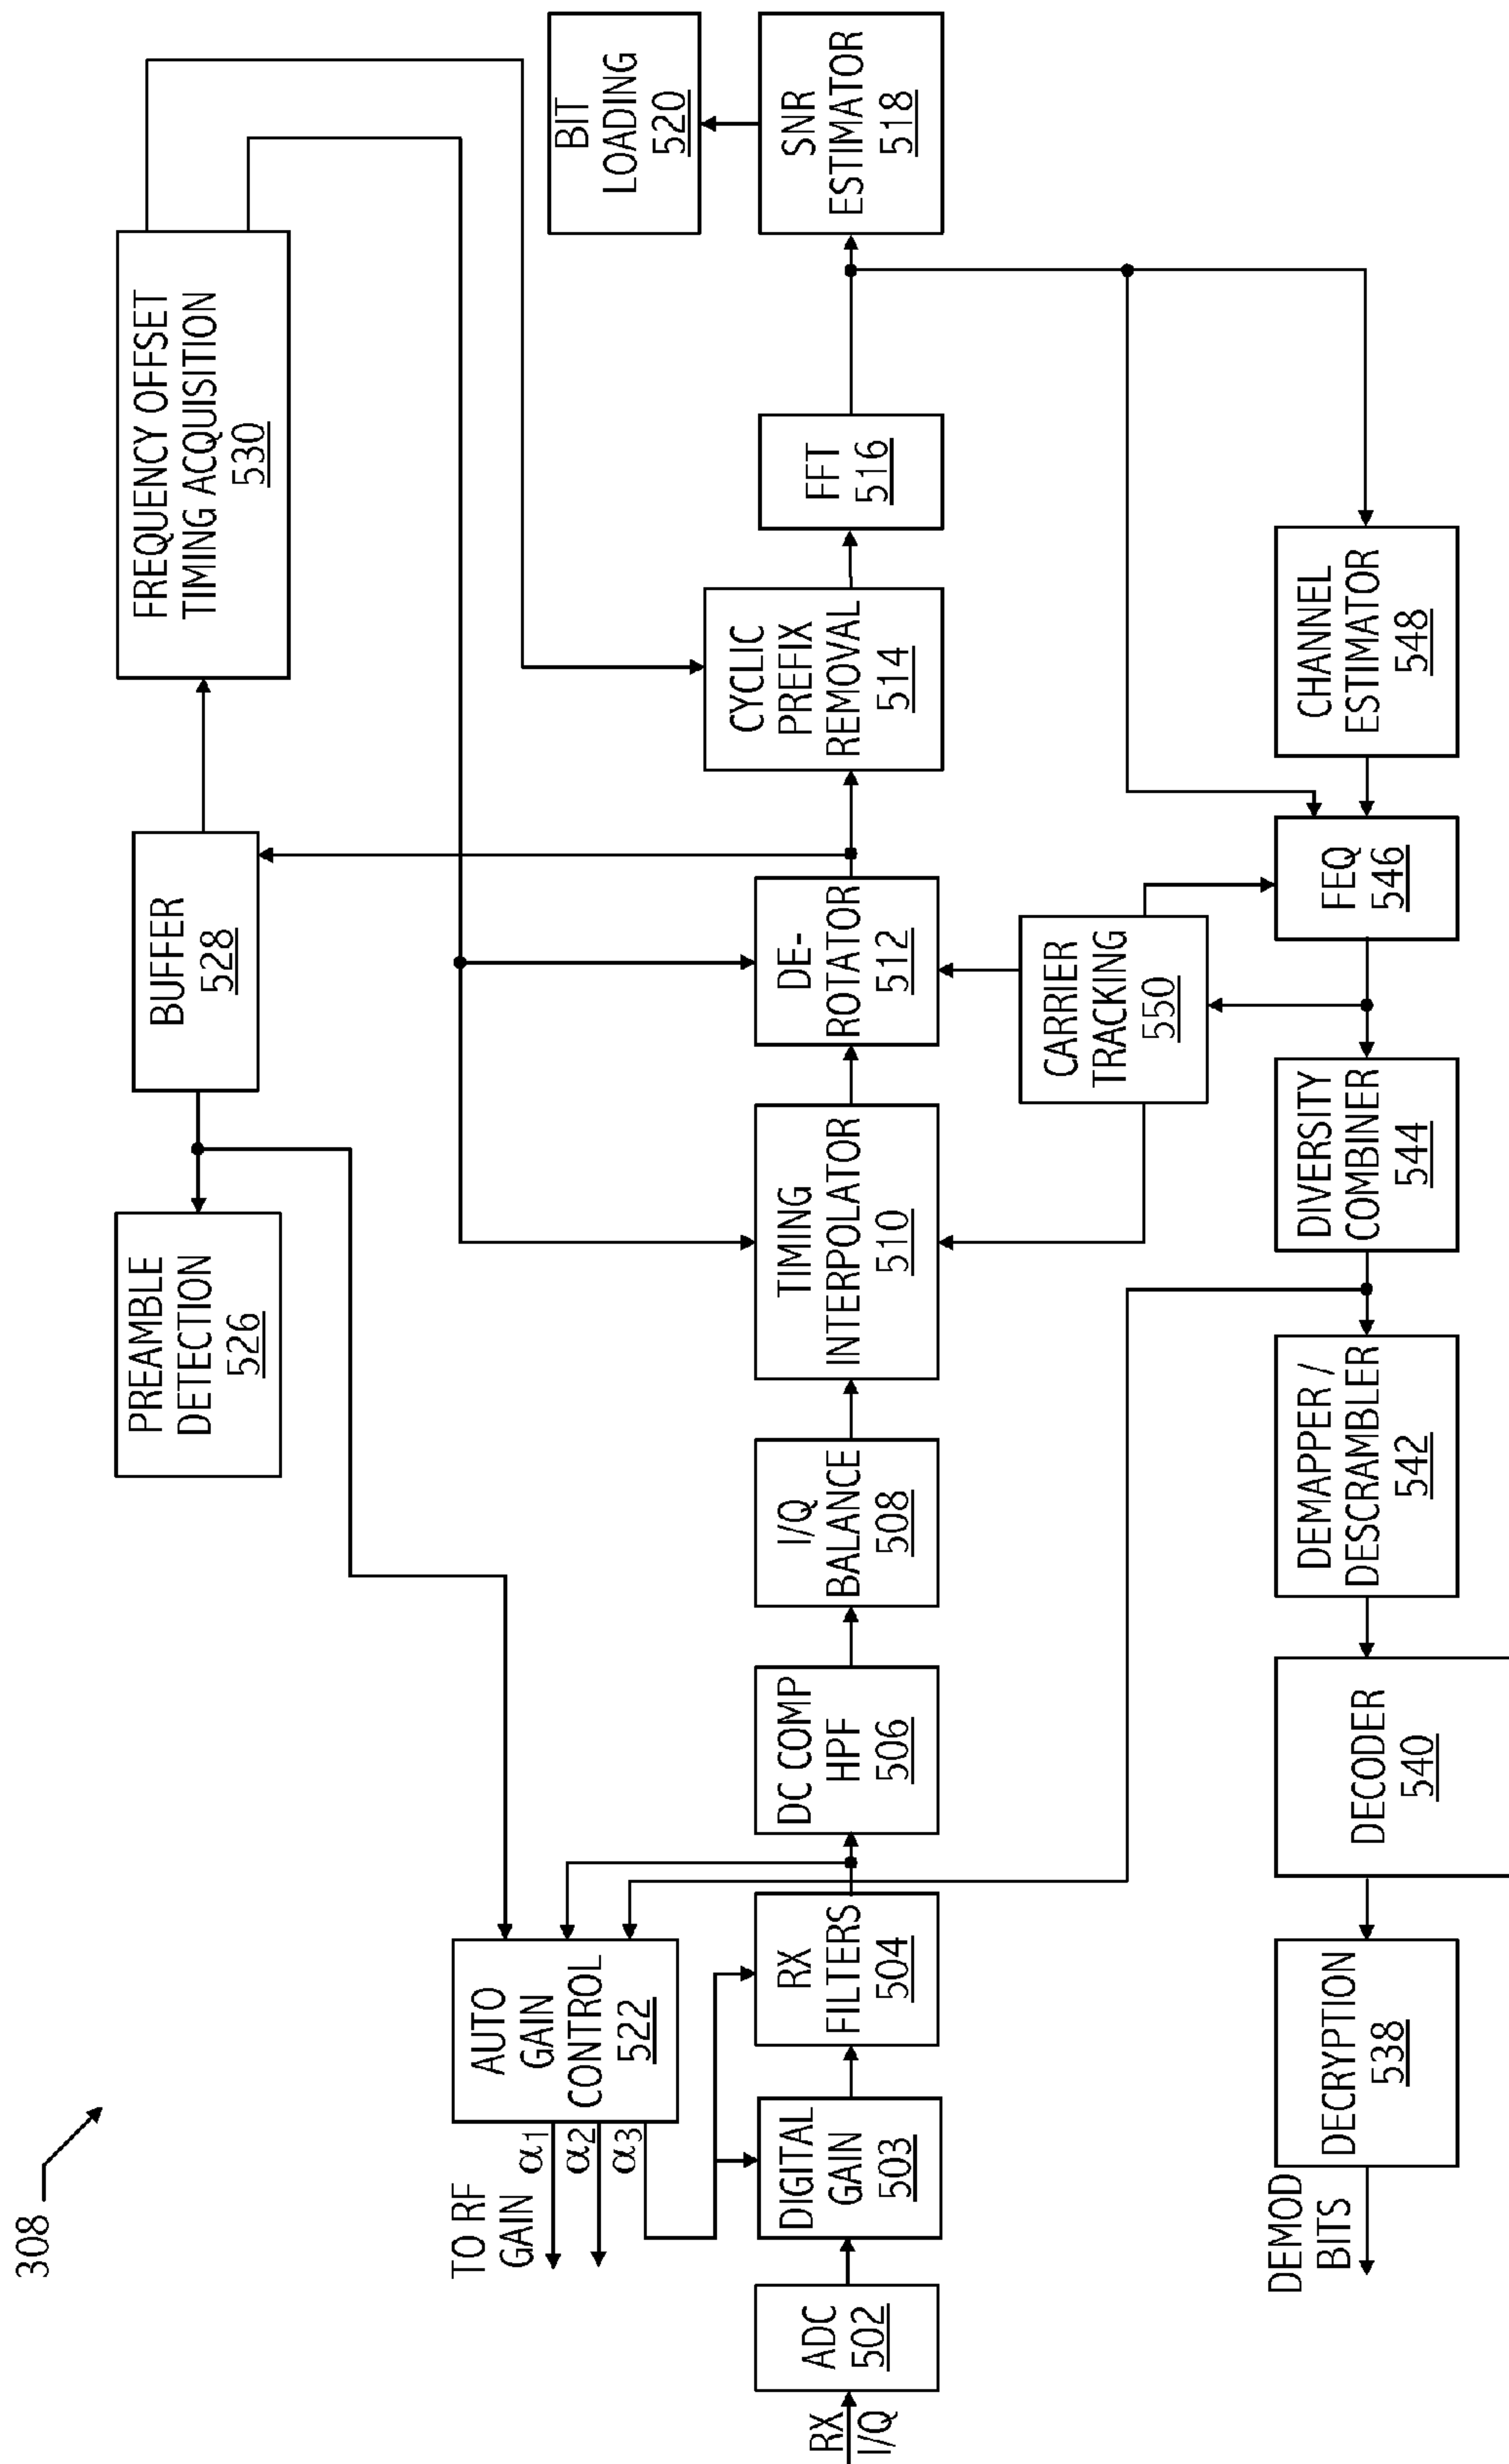 308
PREAMBLE
DETECTION
526
BUFFER
528
FREQUENCY OFFSET
TIMING ACQUISITION
530
AUTO
GAIN
CONTROL
522
TO RF
GAIN
α1
α2
α3
BIT
LOADING
520
RX
I/Q
ADC
502
DIGITAL
GAIN
503
RX
FILTERS
504
DC COMP
HPF
506
I/Q
BALANCE
508
TIMING
INTERPOLATOR
510
DE-
ROTATOR
512
CYCLIC
PREFIX
REMOVAL
514
FFT
516
SNR
ESTIMATOR
518
CARRIER
TRACKING
550
DEMOD
BITS
DECRYPTION
538
DECODER
540
DEMAPPER /
DESCRAMBLER
542
DIVERSITY
COMBINER
544
FEQ
546
CHANNEL
ESTIMATOR
548